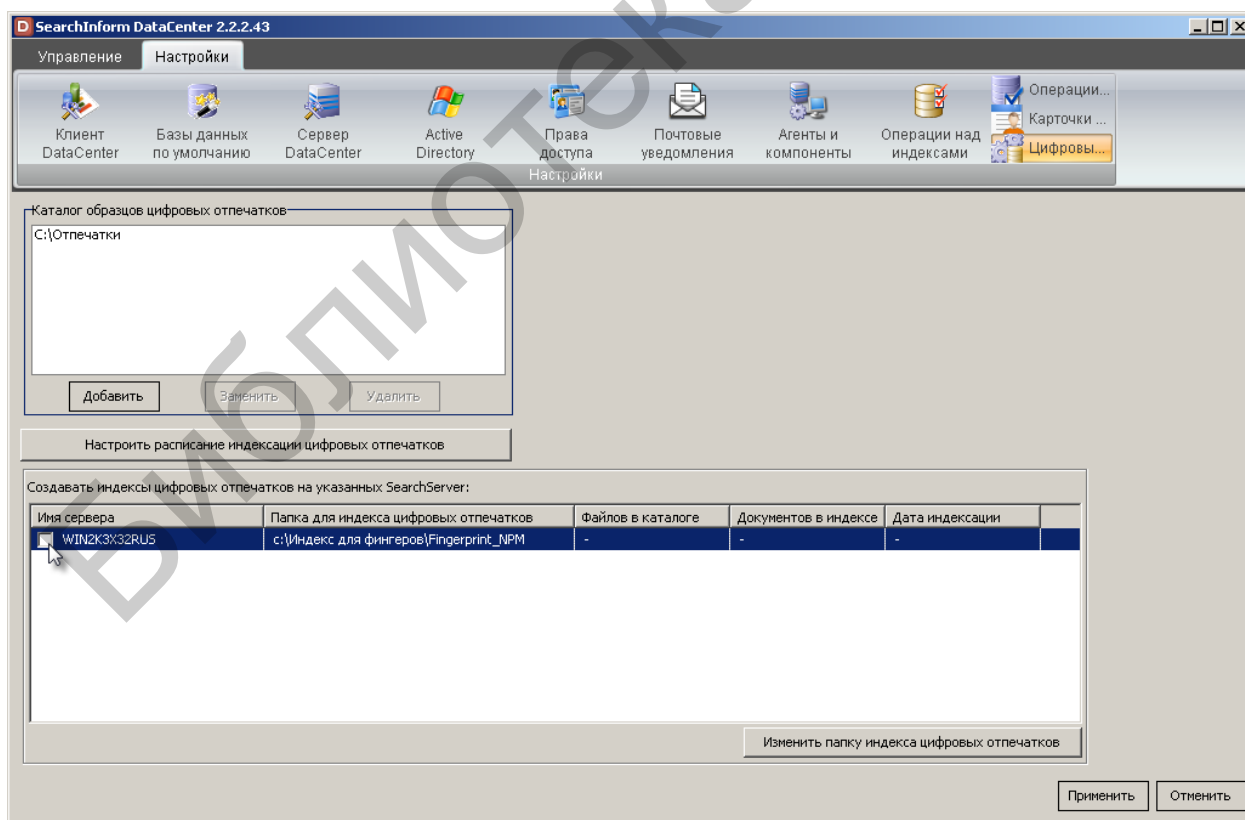 SearchInform DataCenter 2.2.2.43
Управление Настройки
Клиент DataCenter
Базы данных по умолчанию
Сервер DataCenter
Active Directory
Права доступа
Почтовые уведомления
Агенты и компоненты
Операции над индексами
Операции...
Карточки ...
Цифровы...
Настройки
Каталог образцов цифровых отпечатков
C:\Отпечатки
Добавить Заменить Удалить
Настроить расписание индексации цифровых отпечатков
Создавать индексы цифровых отпечатков на указанных SearchServer:
Имя сервера Папка для индекса цифровых отпечатков Файлов в каталоге Документов в индексе Дата индексации
WIN2K3X32RUS c:\Индекс для фингеров\Fingerprint_NPM - - -
Изменить папку индекса цифровых отпечатков
Применить Отменить
Библиотека